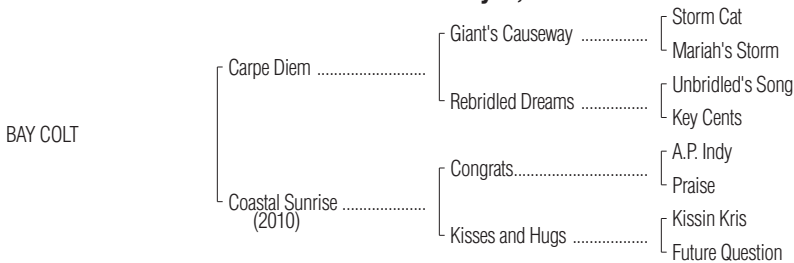 Storm Cat
Giant's Causeway ................
Mariah's Storm
Carpe Diem ..........................
Unbridled's Song
Rebridled Dreams ................
Key Cents
BAY COLT
A.P. Indy
Congrats................................
Praise
Coastal Sunrise ....................
(2010)
Kissin Kris
Kisses and Hugs ..................
Future Question